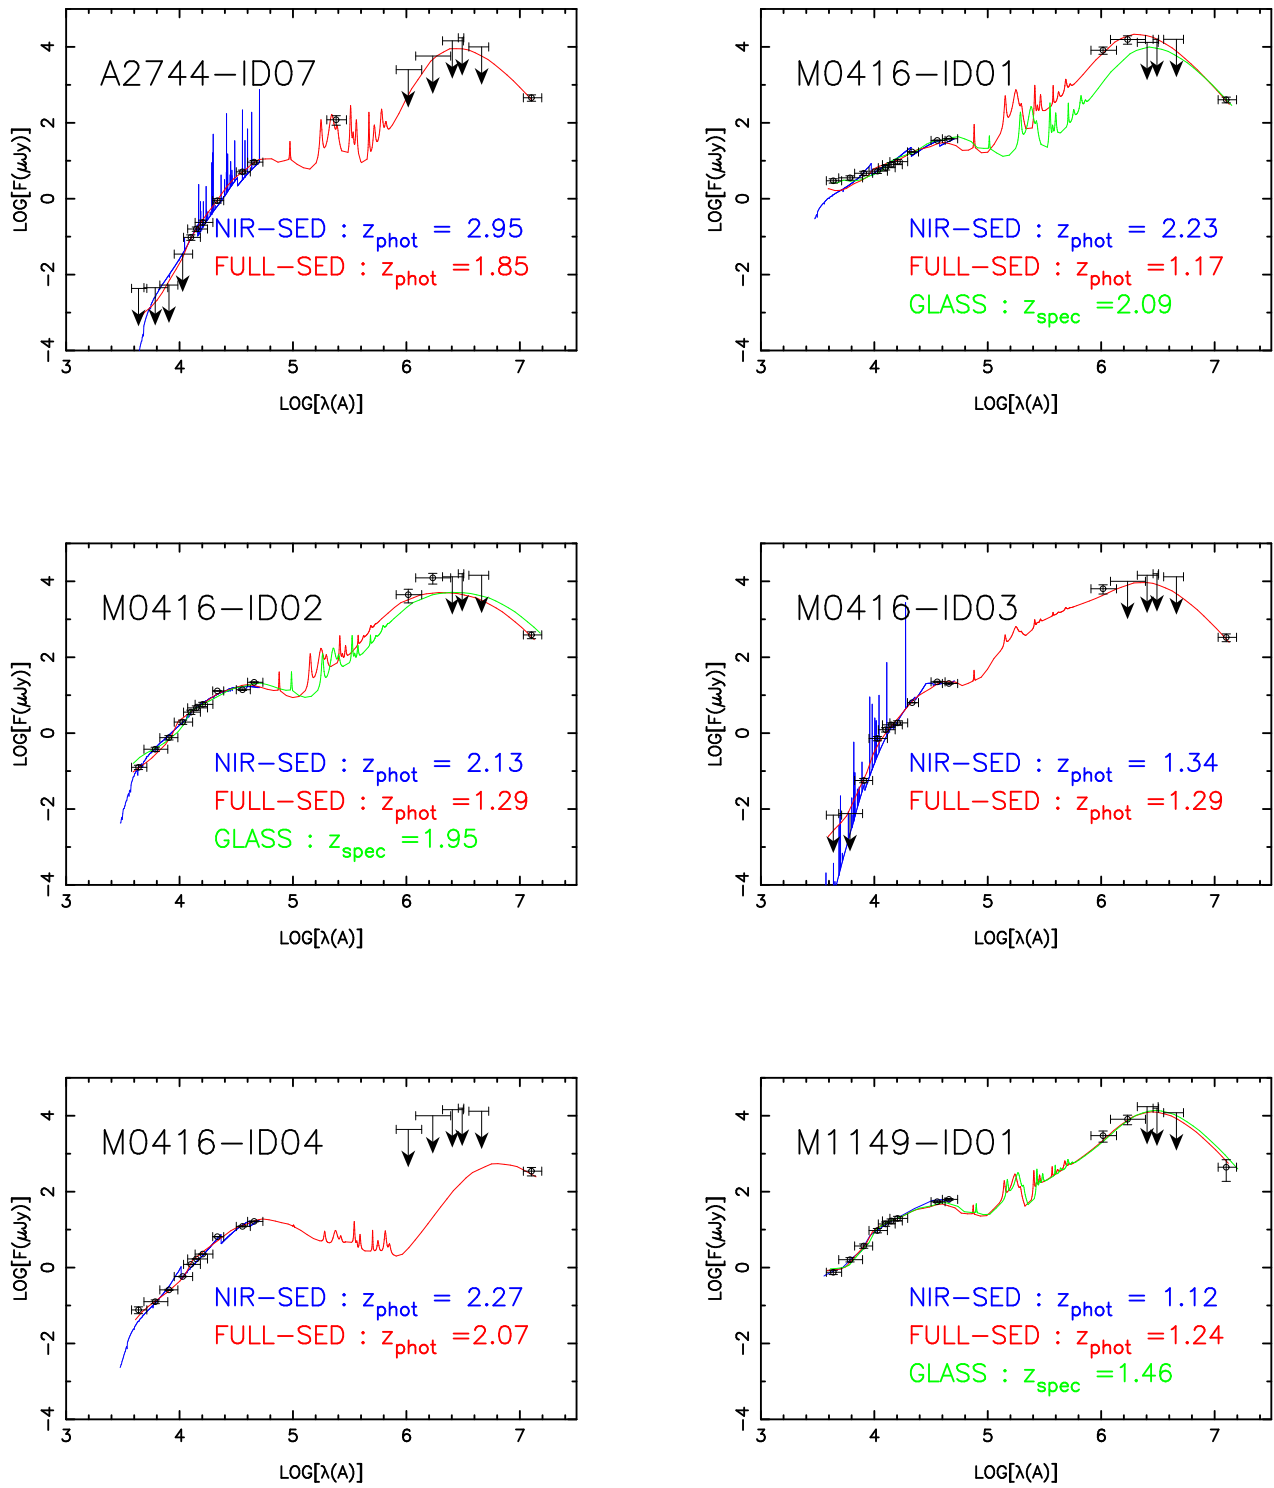 A2744-ID07
NIR-SED : zphot = 2.95
FULL-SED : zphot =1.85
LOG[F(μJy)]
4
2
0
-2
-4
3 4 5 6 7
LOG[λ(A)]
M0416-ID01
NIR-SED : zphot = 2.23
FULL-SED : zphot =1.17
GLASS : zspec =2.09
LOG[F(μJy)]
4
2
0
-2
-4
3 4 5 6 7
LOG[λ(A)]
M0416-ID02
NIR-SED : zphot = 2.13
FULL-SED : zphot =1.29
GLASS : zspec =1.95
LOG[F(μJy)]
4
2
0
-2
-4
3 4 5 6 7
LOG[λ(A)]
M0416-ID03
NIR-SED : zphot = 1.34
FULL-SED : zphot =1.29
LOG[F(μJy)]
4
2
0
-2
-4
3 4 5 6 7
LOG[λ(A)]
M0416-ID04
NIR-SED : zphot = 2.27
FULL-SED : zphot =2.07
LOG[F(μJy)]
4
2
0
-2
-4
3 4 5 6 7
LOG[λ(A)]
M1149-ID01
NIR-SED : zphot = 1.12
FULL-SED : zphot =1.24
GLASS : zspec =1.46
LOG[F(μJy)]
4
2
0
-2
-4
3 4 5 6 7
LOG[λ(A)]